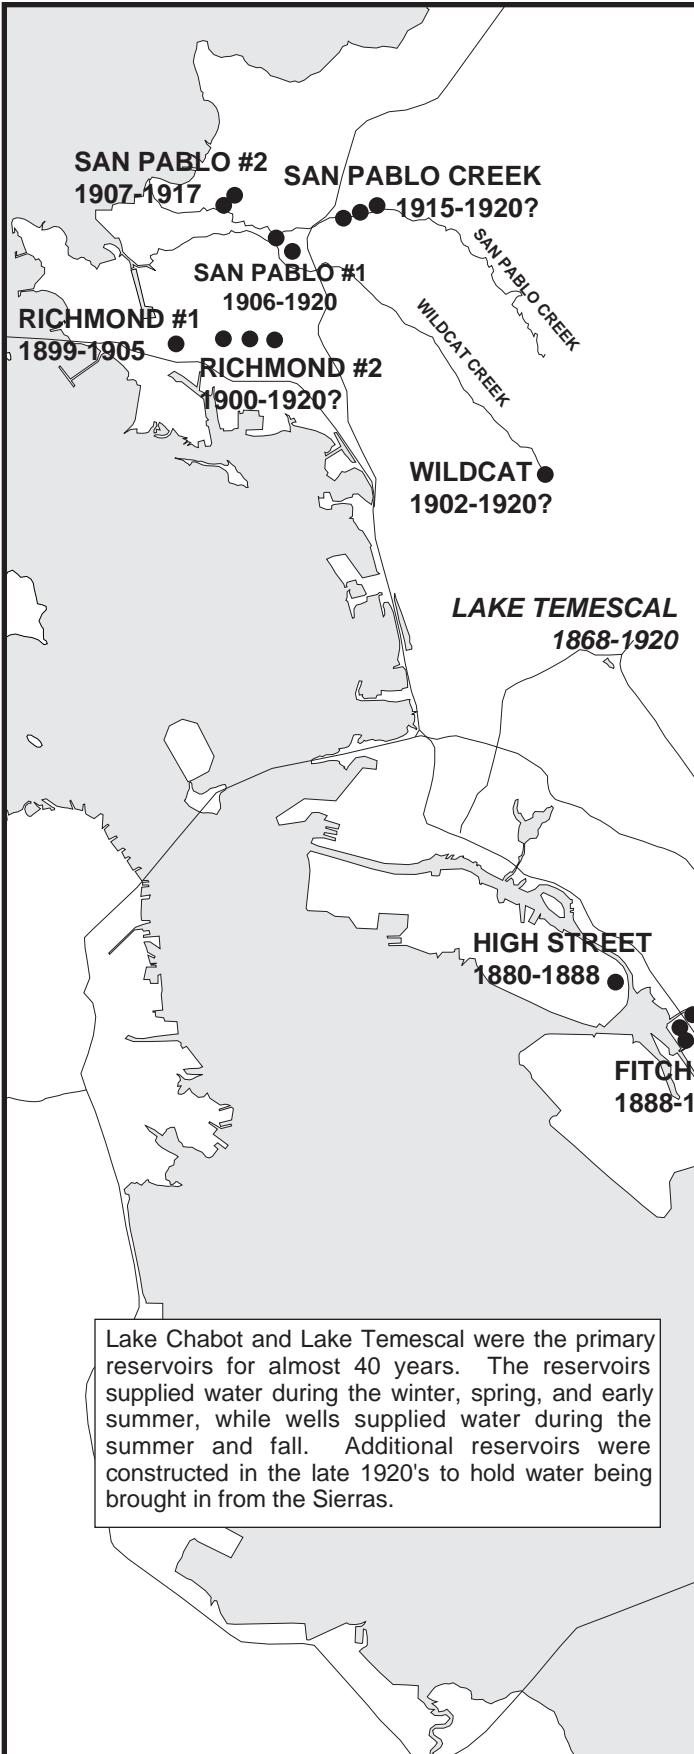 SAN PABLO #2
1907-1917
SAN PABLO CREEK
1915-1920?
SAN PABLO #1
1906-1920
SAN PABLO CREEK
WILDCAT CREEK
RICHMOND #1
1899-1905
RICHMOND #2
1900-1920?
WILDCAT
1902-1920?
LAKE TEMESCAL
1868-1920
HIGH STREET
1880-1888
FITCH
1888-1
Lake Chabot and Lake Temescal were the primary
reservoirs for almost 40 years. The reservoirs
supplied water during the winter, spring, and early
summer, while wells supplied water during the
summer and fall. Additional reservoirs were
constructed in the late 1920's to hold water being
brought in from the Sierras.